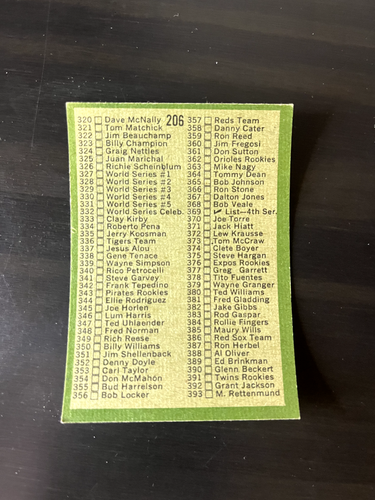 206
320 Dave McNally
321 Tom Matchick
322 Jim Beauchamp
323 Billy Champion
324 Graig Nettles
325 Juan Marichal
326 Richie Scheinblum
327 World Series #1
328 World Series #2
329 World Series #3
330 World Series #4
331 World Series #5
332 World Series Celeb.
333 Clay Kirby
334 Roberto Pena
335 Jerry Koosman
336 Tigers Team
337 Jesus Alou
338 Gene Tenace
339 Wayne Simpson
340 Rico Petrocelli
341 Steve Garvey
342 Frank Tepedino
343 Pirates Rookies
344 Ellie Rodriguez
345 Joe Horlen
346 Lum Harris
347 Ted Uhlaender
348 Fred Norman
349 Rich Reese
350 Billy Williams
351 Jim Shellenback
352 Denny Doyle
353 Carl Taylor
354 Don McMahon
355 Bud Harrelson
356 Bob Locker
357 Reds Team
358 Danny Cater
359 Ron Reed
360 Jim Fregosi
361 Don Sutton
362 Orioles Rookies
363 Mike Nagy
364 Tommy Dean
365 Bob Johnson
366 Ron Stone
367 Dalton Jones
368 Bob Veale
369 ✓ List—4th Ser.
370 Joe Torre
371 Jack Hiatt
372 Lew Krausse
373 Tom McCraw
374 Clete Boyer
375 Steve Hargan
376 Expos Rookies
377 Greg Garrett
378 Tito Fuentes
379 Wayne Granger
380 Ted Williams
381 Fred Gladding
382 Jake Gibbs
383 Rod Gaspar
384 Rollie Fingers
385 Maury Wills
386 Red Sox Team
387 Ron Herbel
388 Al Oliver
389 Ed Brinkman
390 Glenn Beckert
391 Twins Rookies
392 Grant Jackson
393 M. Rettenmund